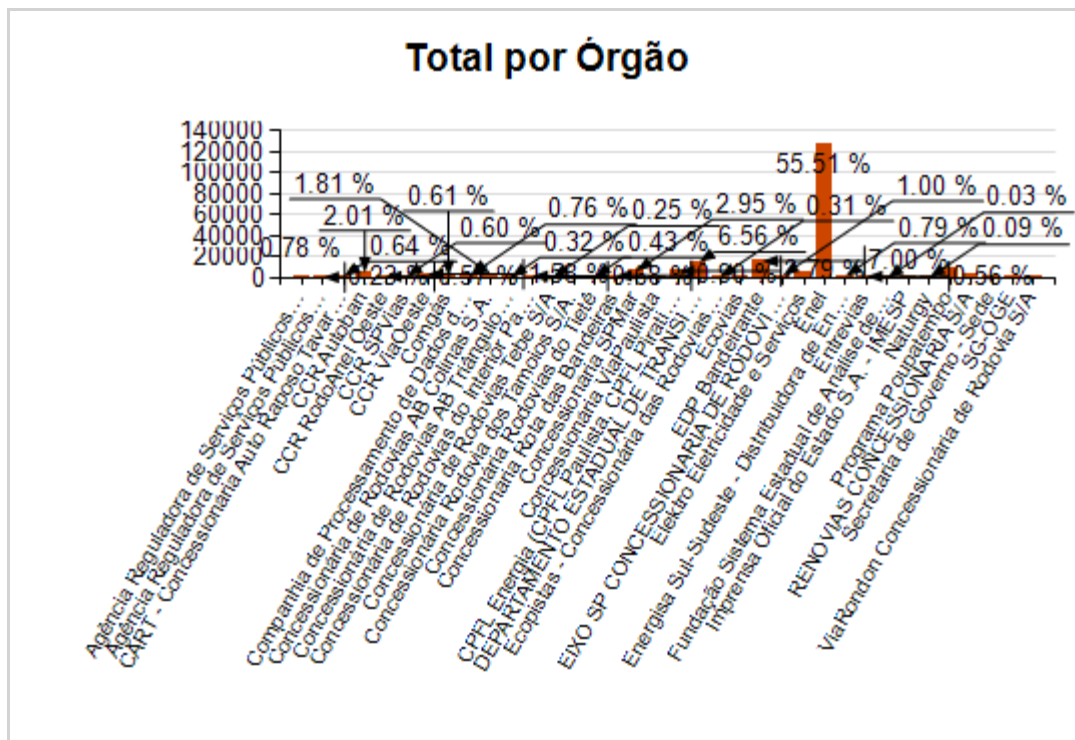 Total por Órgão
140000
120000
100000
80000
60000
40000
20000
0
55.51 %
1.81 %
0.61 %
1.00 %
0.03 %
2.01 %
0.76 %
0.25 %
2.95 %
0.31 %
0.78 %
0.64 %
0.60 %
0.32 %
0.43 %
6.56 %
0.79 %
0.09 %
7.00 %
0.56 %
Agência Reguladora de Serviços Públicos...
Agência Reguladora de Serviços Públicos...
CART - Concessionária Auto Raposo Tavar...
CCR Autoban
CCR RodoAnel Oeste
CCR SPVias
CCR ViaOeste
Comgás
Companhia de Processamento de Dados d...
Concessionária de Rodovias AB Colinas S.A.
Concessionária de Rodovias AB Triângulo...
Concessionária de Rodovias do Interior Pa...
Concessionária de Rodovias Tebe S/A
Concessionária Rodovia dos Tamoios S/A
Concessionária Rodovias do Tietê
Concessionária Rota das Bandeiras
Concessionária SPMar
Concessionária ViaPaulista
CPFL Energia (CPFL Paulista, CPFL Pirati...
DEPARTAMENTO ESTADUAL DE TRANSI...
Ecopistas - Concessionária das Rodovias...
Ecovias
EDP Bandeirante
EIXO SP CONCESSIONARIA DE RODOVI...
Elektro Eletricidade e Serviços
Enel
Energisa Sul-Sudeste - Distribuidora de En...
Entrevias
Fundação Sistema Estadual de Análise de...
Imprensa Oficial do Estado S.A. - IMESP
Naturgy
Programa Poupatempo
RENOVIAS CONCESSIONÁRIA S/A
Secretaria de Governo - Sede
SG-OGE
ViaRondon Concessionária de Rodovia S/A